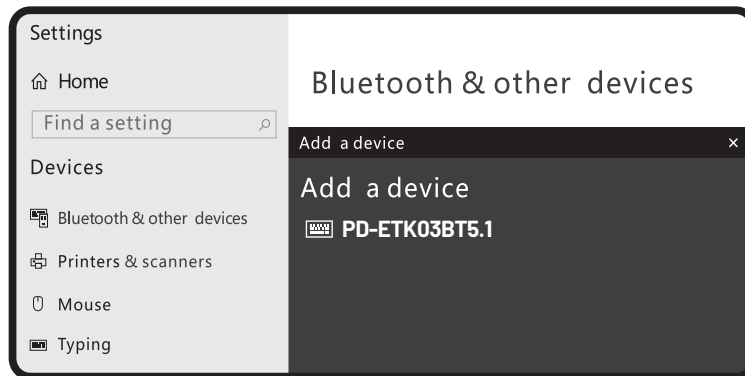 Settings
Home
Find a setting
Devices
Bluetooth & other devices
Printers & scanners
Mouse
Typing
Bluetooth & other devices
Add a device
Add a device
PD-ETK03BT5.1